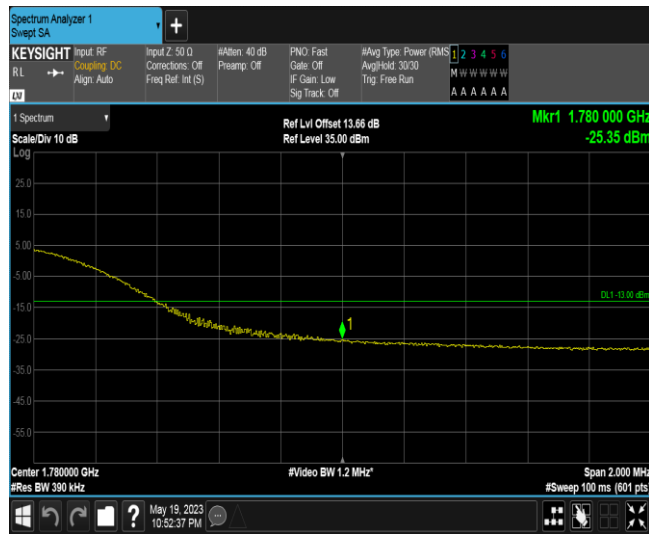 Spectrum Analyzer 1
Swept SA
KEYSIGHT
RL
LXI
Input: RF
Coupling: DC
Align: Auto
Input Z: 50 Ω
Corrections: Off
Freq Ref: Int (S)
#Atten: 40 dB
Preamp: Off
PNO: Fast
Gate: Off
IF Gain: Low
Sig Track: Off
#Avg Type: Power (RMS
Avg|Hold: 30/30
Trig: Free Run
1 2 3 4 5 6
M W W W W W
A A A A A A
1 Spectrum
Scale/Div 10 dB
Ref Lvl Offset 13.66 dB
Ref Level 35.00 dBm
Mkr1 1.780 000 GHz
-25.35 dBm
Log
25.0
15.0
5.00
-5.00
-15.0
-25.0
-35.0
-45.0
-55.0
DL1 -13.00 dBm
1
Center 1.780000 GHz
#Res BW 390 kHz
#Video BW 1.2 MHz*
Span 2.000 MHz
#Sweep 100 ms (601 pts
?
May 19, 2023
10:52:37 PM